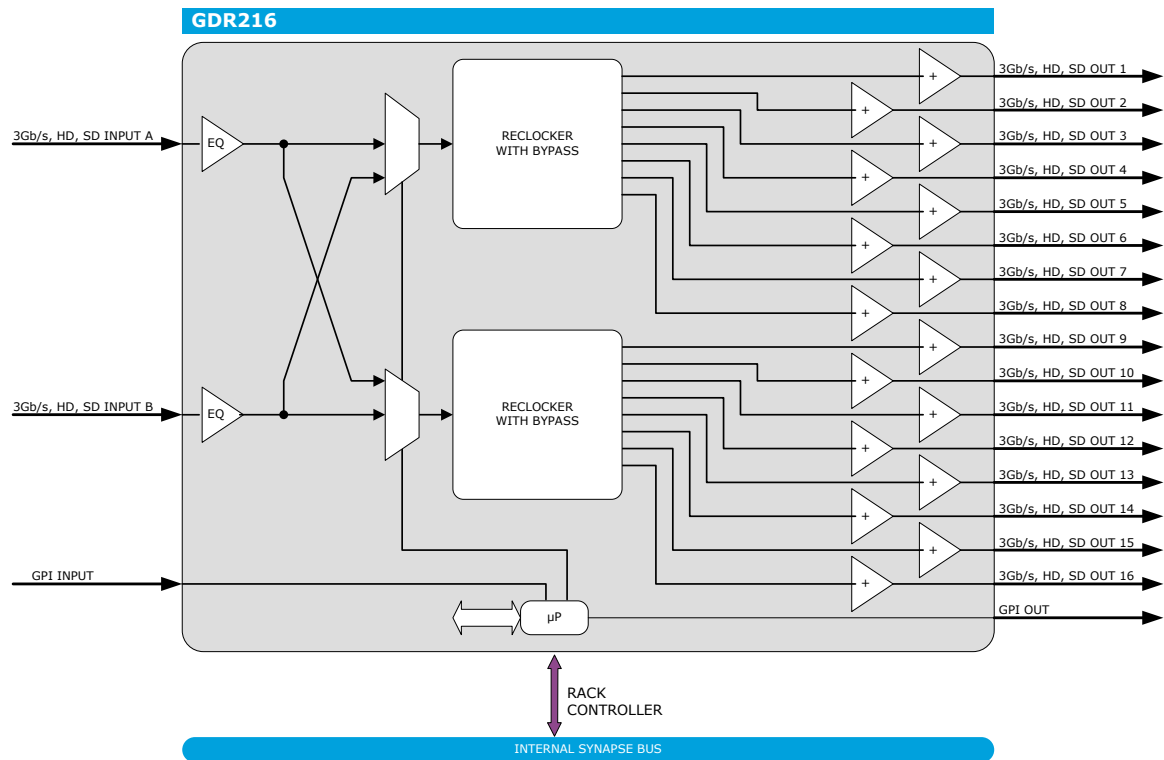 GDR216
3Gb/s, HD, SD INPUT A
EQ
RECLOCKER
WITH BYPASS
+
3Gb/s, HD, SD OUT 1
+
3Gb/s, HD, SD OUT 2
+
3Gb/s, HD, SD OUT 3
+
3Gb/s, HD, SD OUT 4
+
3Gb/s, HD, SD OUT 5
+
3Gb/s, HD, SD OUT 6
+
3Gb/s, HD, SD OUT 7
+
3Gb/s, HD, SD OUT 8
3Gb/s, HD, SD INPUT B
EQ
RECLOCKER
WITH BYPASS
+
3Gb/s, HD, SD OUT 9
+
3Gb/s, HD, SD OUT 10
+
3Gb/s, HD, SD OUT 11
+
3Gb/s, HD, SD OUT 12
+
3Gb/s, HD, SD OUT 13
+
3Gb/s, HD, SD OUT 14
+
3Gb/s, HD, SD OUT 15
+
3Gb/s, HD, SD OUT 16
GPI INPUT
µP
GPI OUT
RACK
CONTROLLER
INTERNAL SYNAPSE BUS